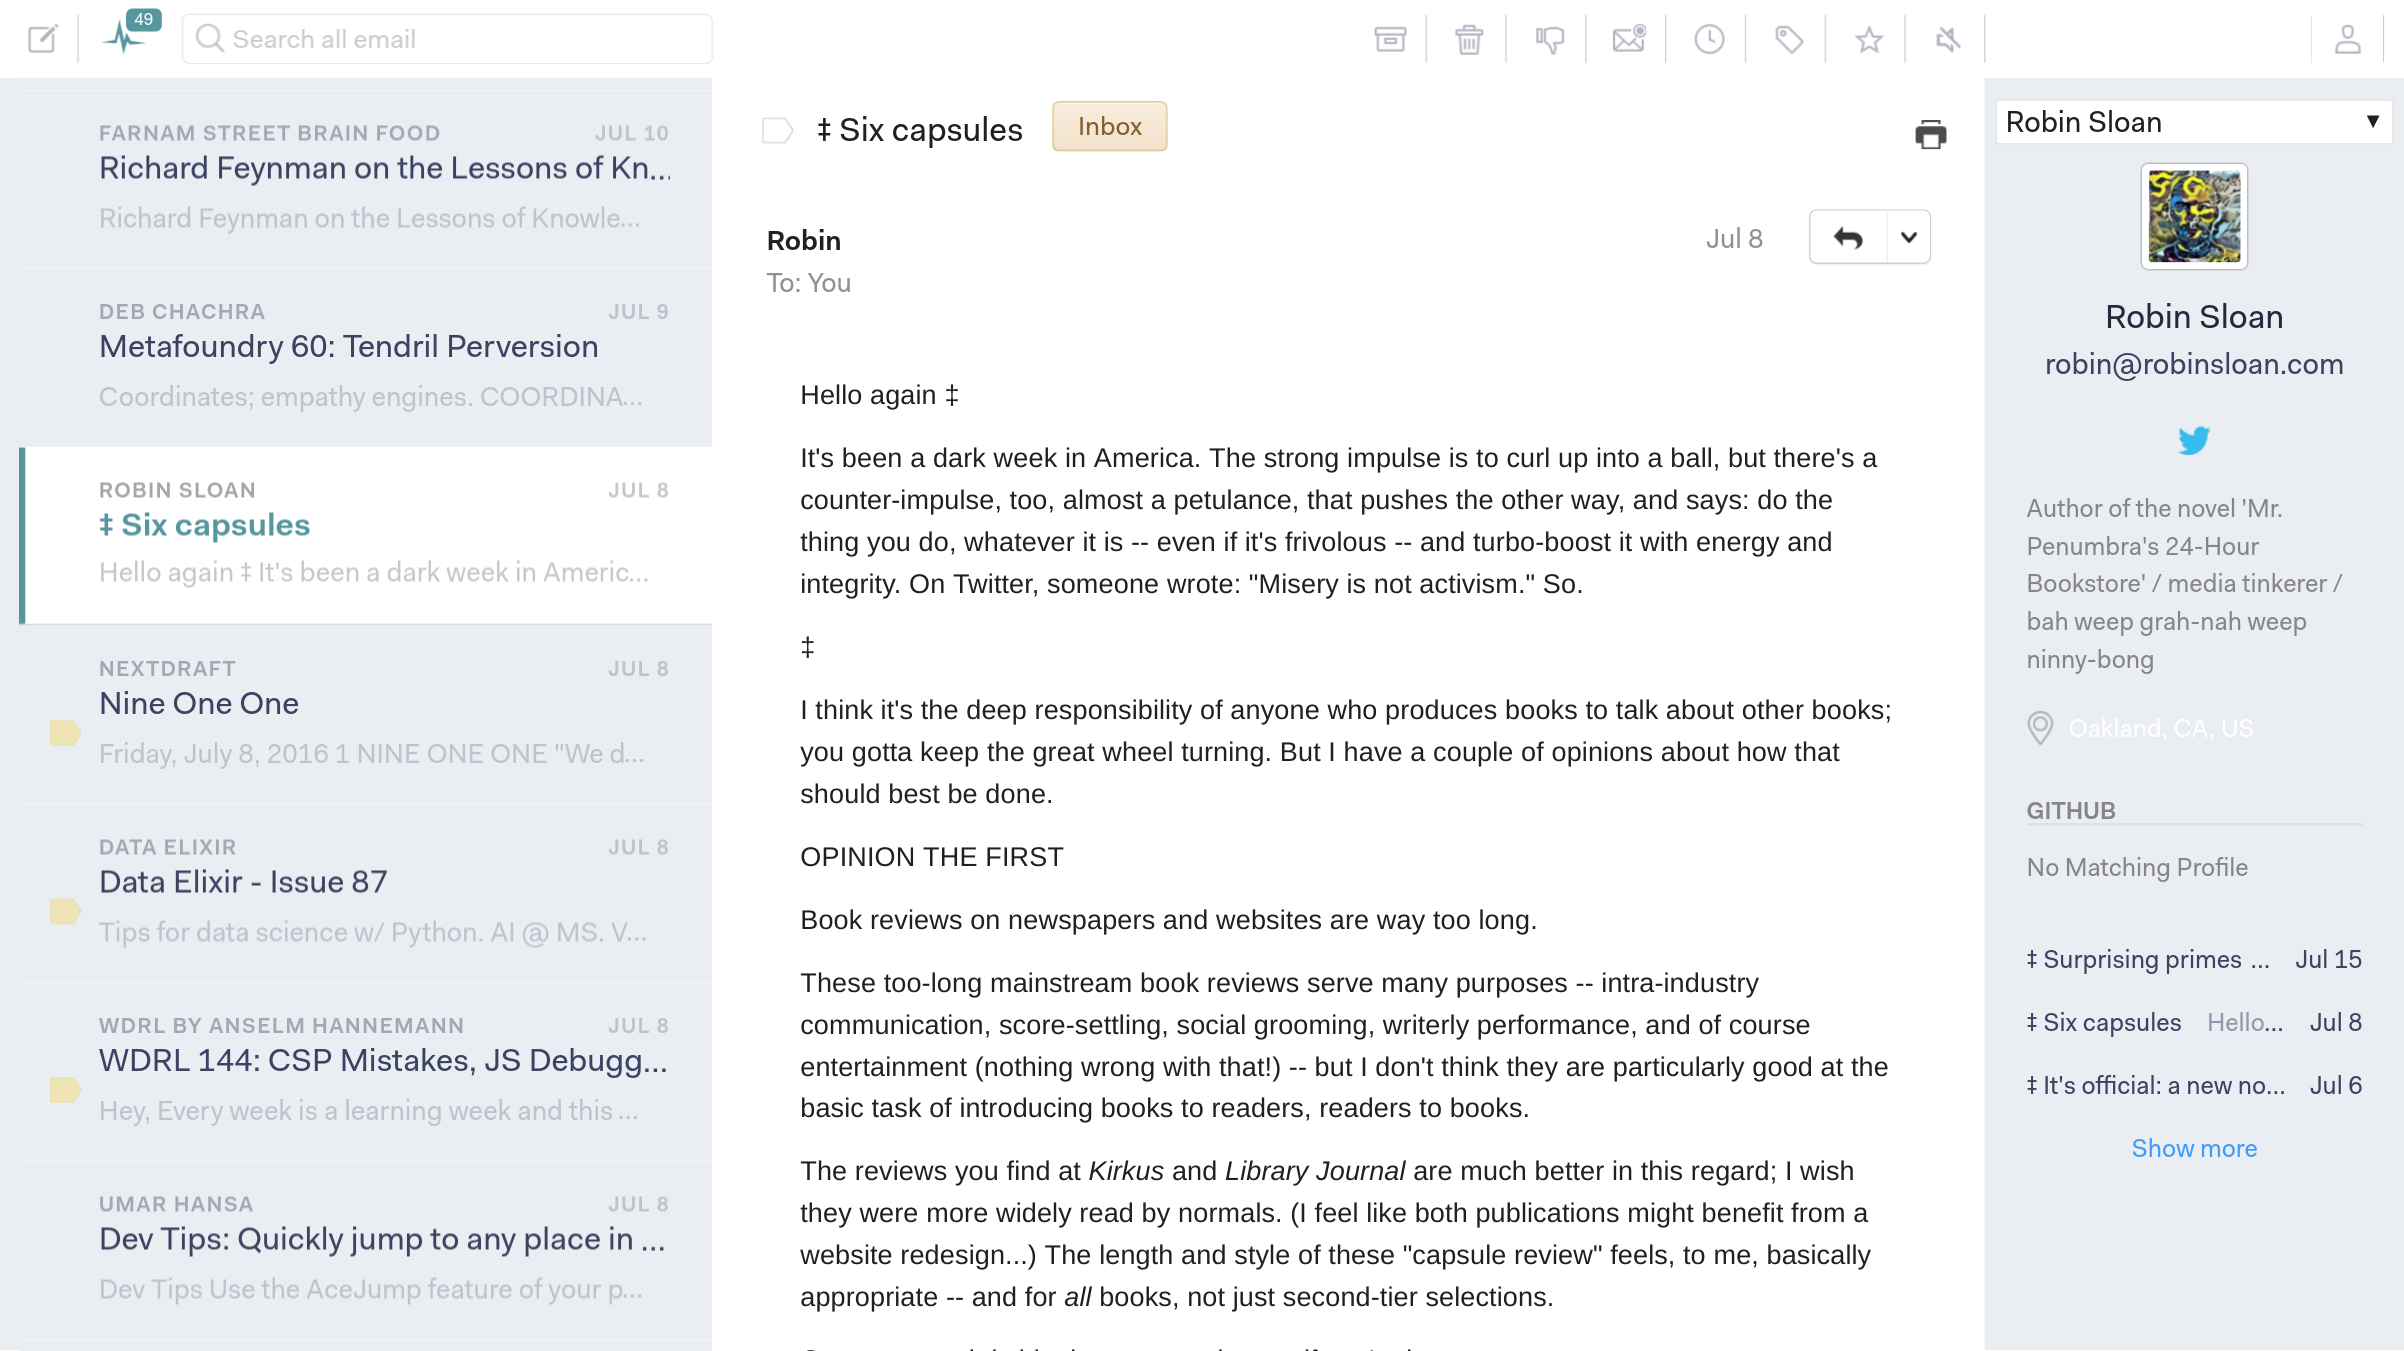 49
Search all email
FARNAM STREET BRAIN FOOD JUL 10
Richard Feynman on the Lessons of Kn...
Richard Feynman on the Lessons of Knowle...
DEB CHACHRA JUL 9
Metafoundry 60: Tendril Perversion
Coordinates; empathy engines. COORDINA...
ROBIN SLOAN JUL 8
‡ Six capsules
Hello again ‡ It's been a dark week in Americ...
NEXTDRAFT JUL 8
Nine One One
Friday, July 8, 2016 1 NINE ONE ONE "We d...
DATA ELIXIR JUL 8
Data Elixir - Issue 87
Tips for data science w/ Python. AI @ MS. V...
WDRL BY ANSELM HANNEMANN JUL 8
WDRL 144: CSP Mistakes, JS Debugg...
Hey, Every week is a learning week and this ...
UMAR HANSA JUL 8
Dev Tips: Quickly jump to any place in ...
Dev Tips Use the AceJump feature of your p...
‡ Six capsules Inbox
Robin Jul 8
To: You
Hello again ‡
It's been a dark week in America. The strong impulse is to curl up into a ball, but there's a
counter-impulse, too, almost a petulance, that pushes the other way, and says: do the
thing you do, whatever it is -- even if it's frivolous -- and turbo-boost it with energy and
integrity. On Twitter, someone wrote: "Misery is not activism." So.
‡
I think it's the deep responsibility of anyone who produces books to talk about other books;
you gotta keep the great wheel turning. But I have a couple of opinions about how that
should best be done.
OPINION THE FIRST
Book reviews on newspapers and websites are way too long.
These too-long mainstream book reviews serve many purposes -- intra-industry
communication, score-settling, social grooming, writerly performance, and of course
entertainment (nothing wrong with that!) -- but I don't think they are particularly good at the
basic task of introducing books to readers, readers to books.
The reviews you find at Kirkus and Library Journal are much better in this regard; I wish
they were more widely read by normals. (I feel like both publications might benefit from a
website redesign...) The length and style of these "capsule review" feels, to me, basically
appropriate -- and for all books, not just second-tier selections.
Robin Sloan
Robin Sloan
robin@robinsloan.com
Author of the novel 'Mr.
Penumbra's 24-Hour
Bookstore' / media tinkerer /
bah weep grah-nah weep
ninny-bong
Oakland, CA, US
GITHUB
No Matching Profile
‡ Surprising primes ... Jul 15
‡ Six capsules Hello... Jul 8
‡ It's official: a new no... Jul 6
Show more